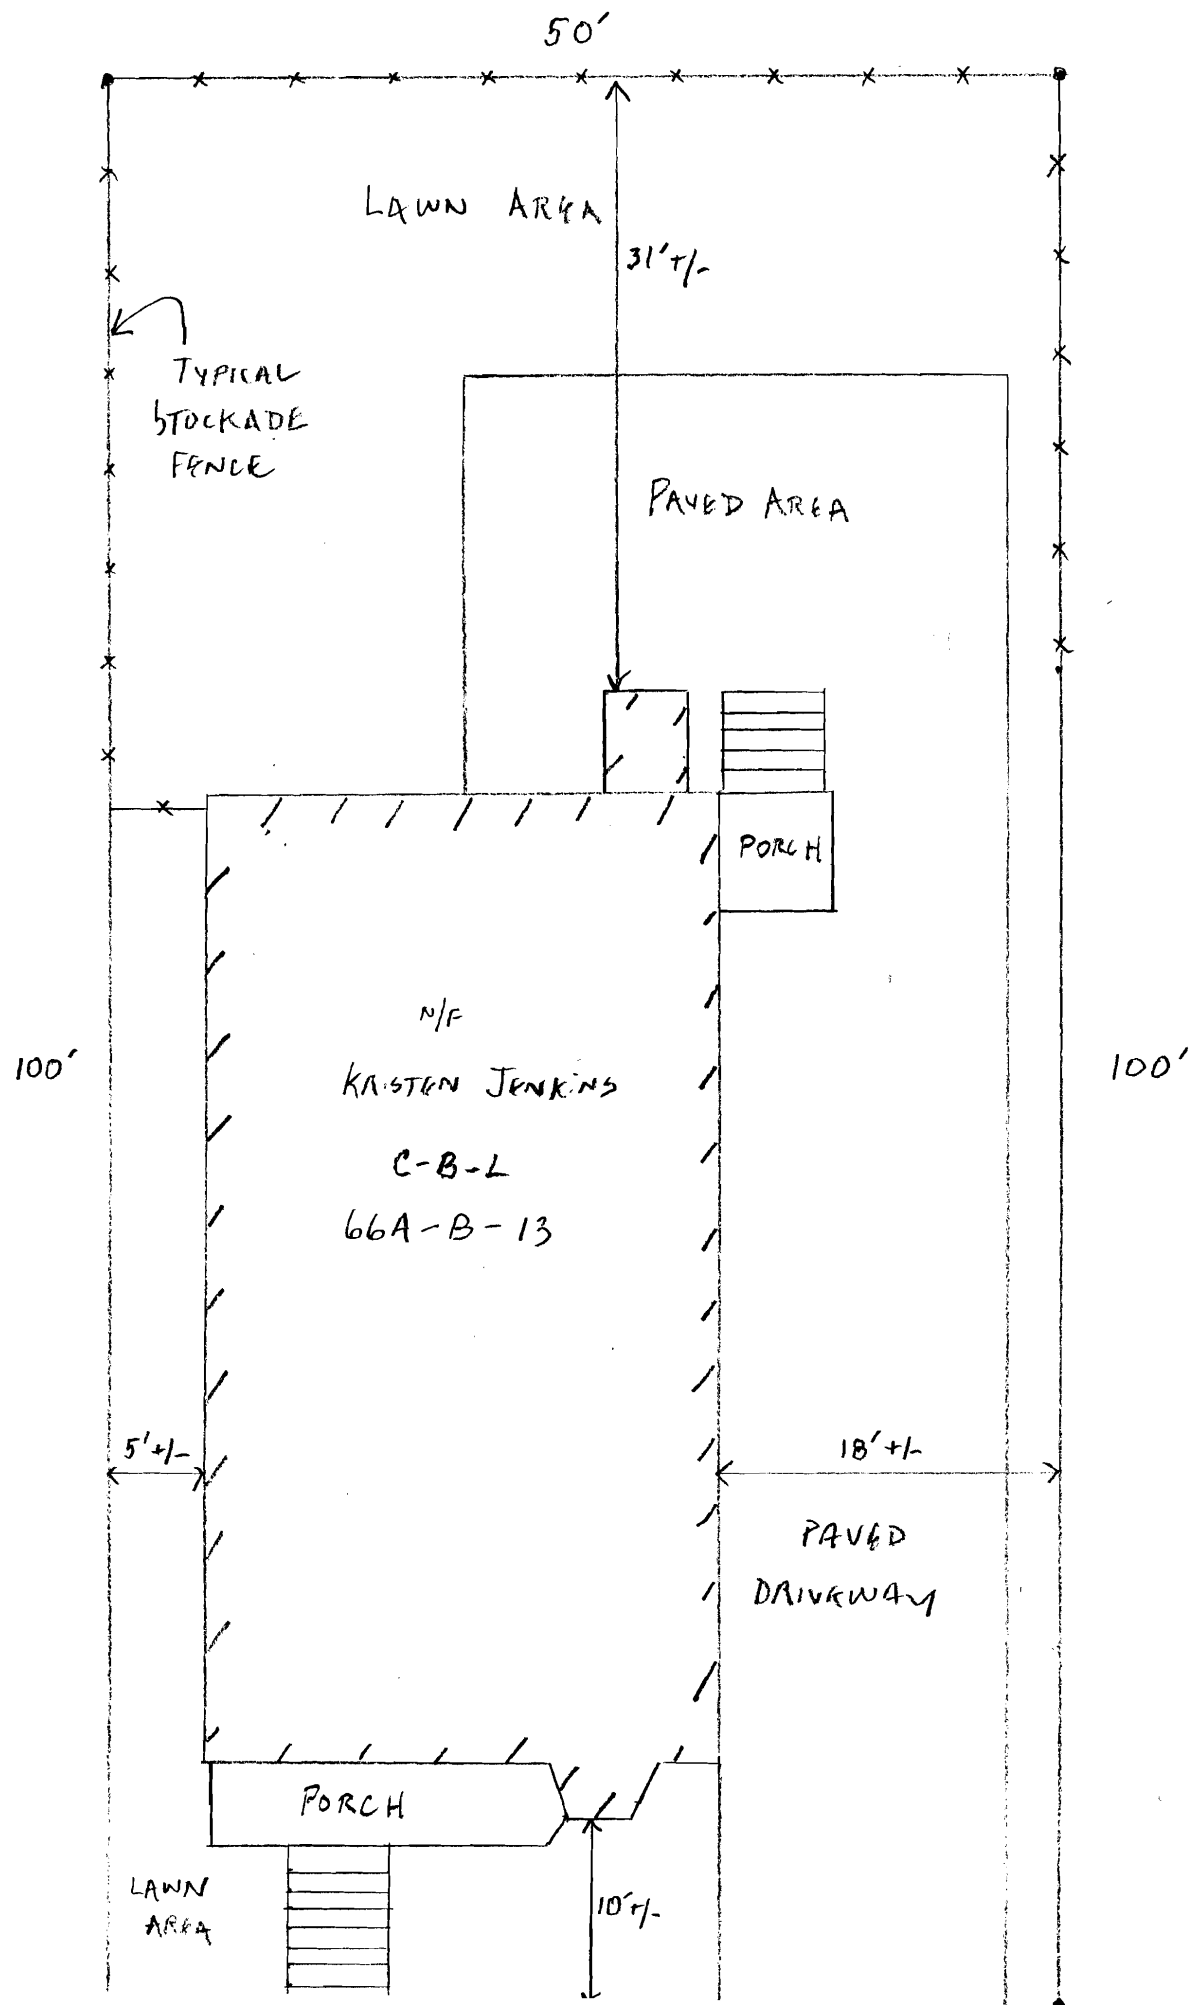 50'
LAWN AREA
31'+/-
TYPICAL
STOCKADE
FENCE
PAVED AREA
PORCH
N/F
KRISTEN JENKINS
C-B-L
66A-B-13
100'
100'
5'+/-
18'+/-
PAVED
DRIVEWAY
PORCH
LAWN
AREA
10'+/-